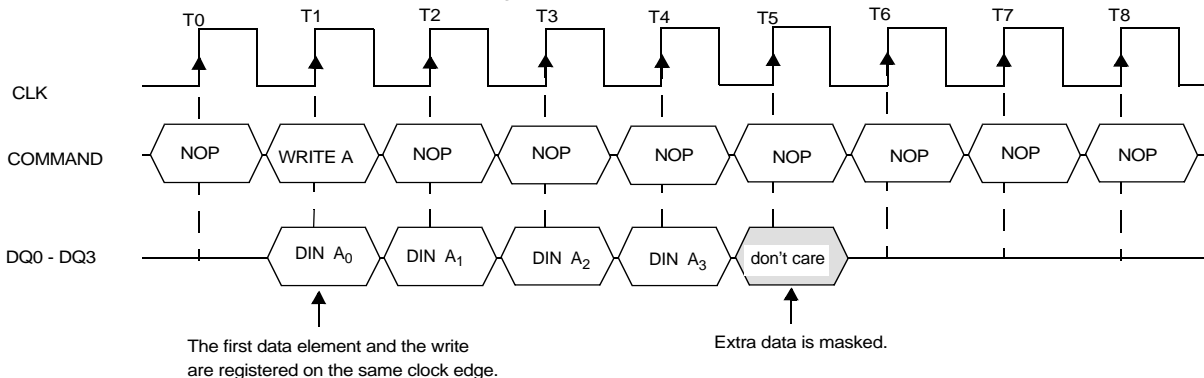 T0 T1 T2 T3 T4 T5 T6 T7 T8
CLK
COMMAND NOP WRITE A NOP NOP NOP NOP NOP NOP NOP
DQ0 - DQ3 DIN A0 DIN A1 DIN A2 DIN A3 don't care
The first data element and the write
are registered on the same clock edge.
Extra data is masked.